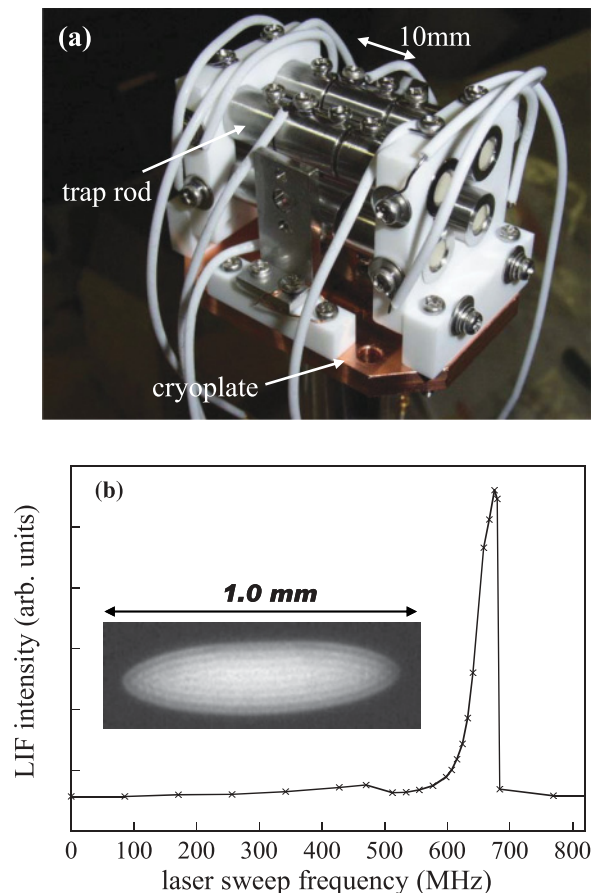 (a)
10mm
trap rod
cryoplate
(b)
1.0 mm
LIF intensity (arb. units)
0 100 200 300 400 500 600 700 800
laser sweep frequency (MHz)